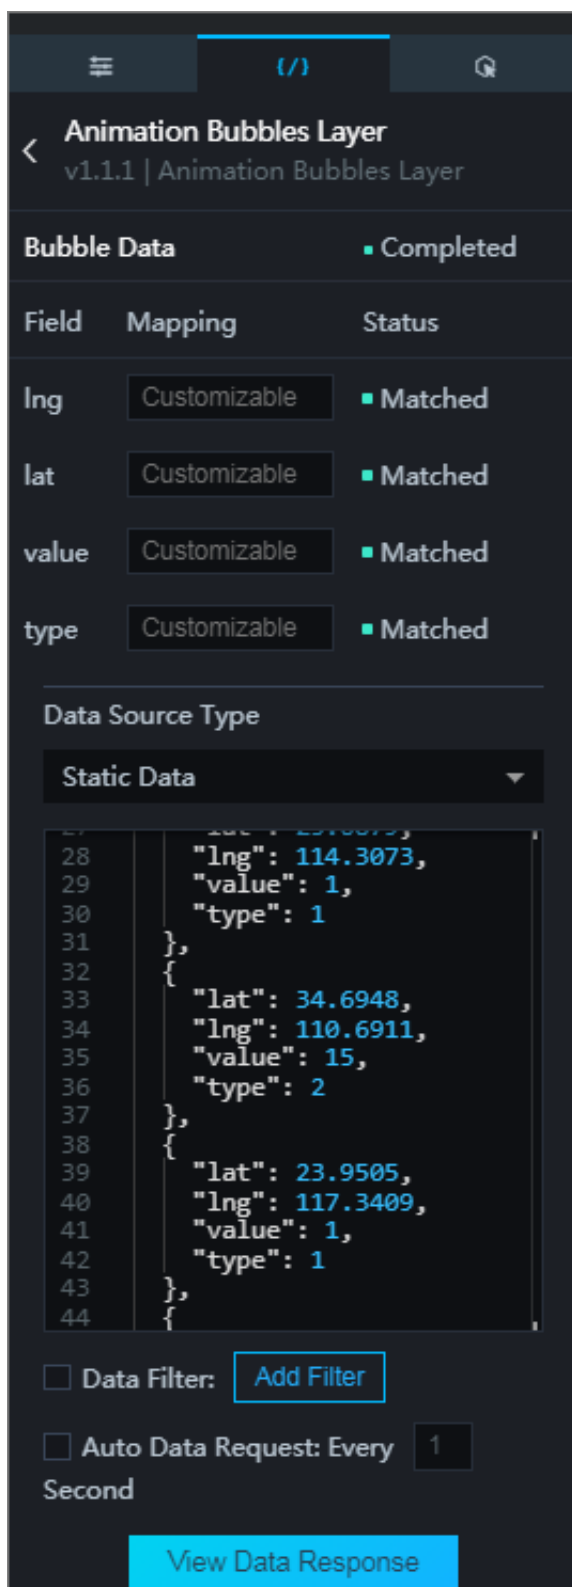 {/}
Animation Bubbles Layer
v1.1.1 | Animation Bubbles Layer
Bubble Data Completed
Field Mapping Status
lng Customizable Matched
lat Customizable Matched
value Customizable Matched
type Customizable Matched
Data Source Type
Static Data
28 "lng": 114.3073,
29 "value": 1,
30 "type": 1
31 },
32 {
33 "lat": 34.6948,
34 "lng": 110.6911,
35 "value": 15,
36 "type": 2
37 },
38 {
39 "lat": 23.9505,
40 "lng": 117.3409,
41 "value": 1,
42 "type": 1
43 },
44 {
Data Filter: Add Filter
Auto Data Request: Every 1
Second
View Data Response